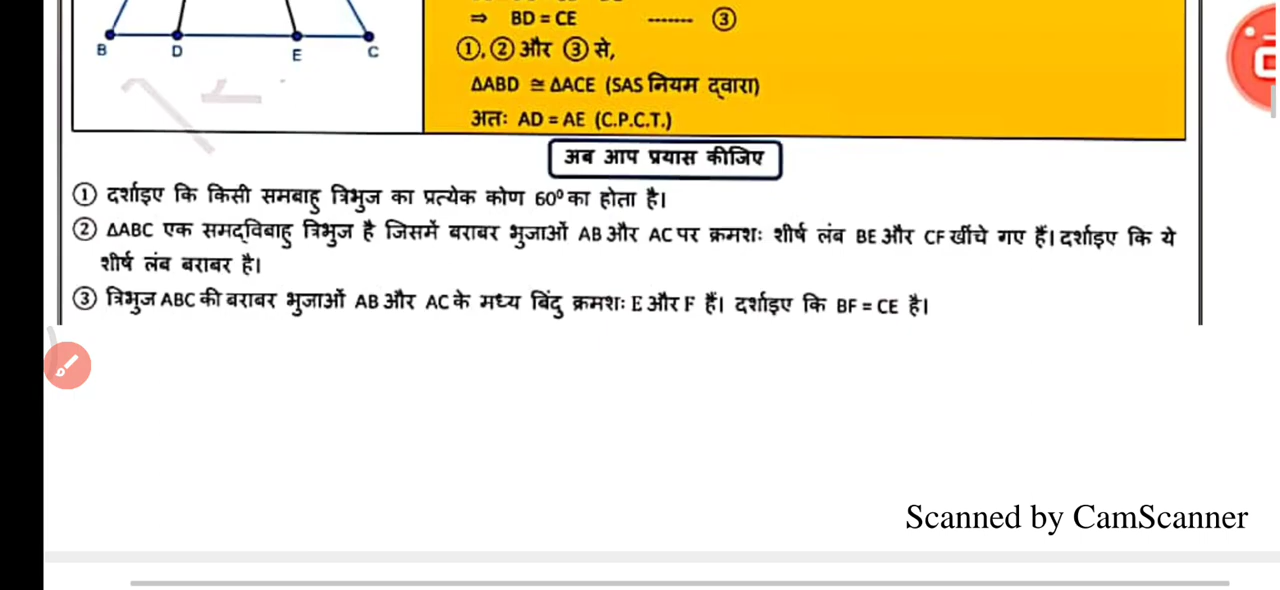 ⇒ BD = CE ------- ③
B D E C
①, ② और ③ से,
ΔABD ≅ ΔACE (SAS नियम द्वारा)
अतः AD = AE (C.P.C.T.)
अब आप प्रयास कीजिए
① दर्शाइए कि किसी समबाहु त्रिभुज का प्रत्येक कोण 60⁰ का होता है।
② ΔABC एक समद्विबाहु त्रिभुज है जिसमें बराबर भुजाओं AB और AC पर क्रमशः शीर्ष लंब BE और CF खींचे गए हैं। दर्शाइए कि ये
शीर्ष लंब बराबर है।
③ त्रिभुज ABC की बराबर भुजाओं AB और AC के मध्य बिंदु क्रमशः E और F हैं। दर्शाइए कि BF = CE है।
Scanned by CamScanner